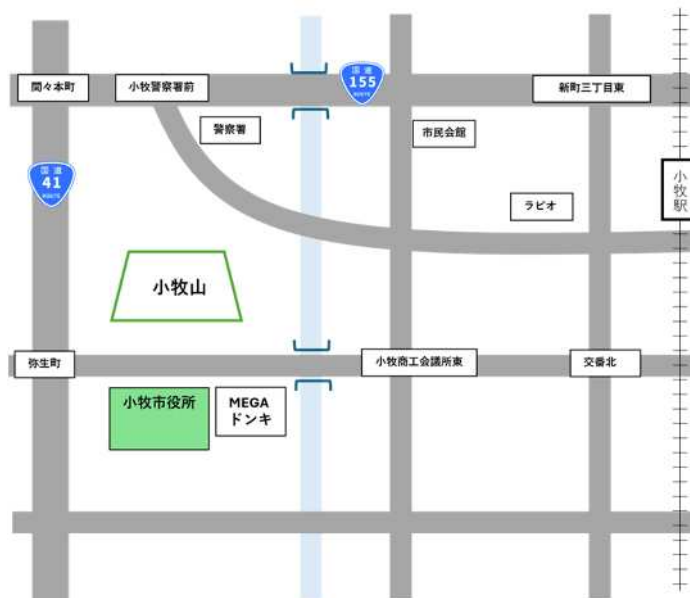 国道
155
ROUTE
間々本町
小牧警察署前
新町三丁目東
警察署
市民会館
国道
41
ROUTE
小牧駅
ラピオ
小牧山
弥生町
小牧商工会議所東
交番北
小牧市役所
MEGA
ドンキ